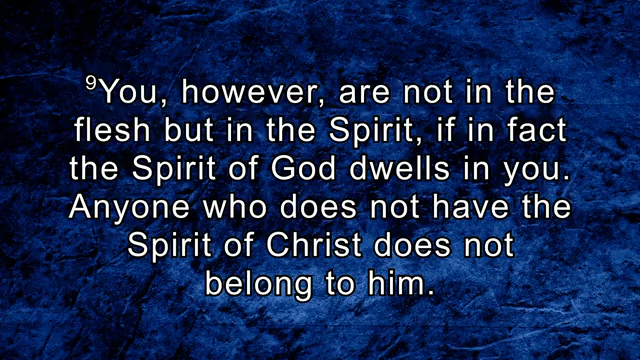 ⁹You, however, are not in the
flesh but in the Spirit, if in fact
the Spirit of God dwells in you.
Anyone who does not have the
Spirit of Christ does not
belong to him.